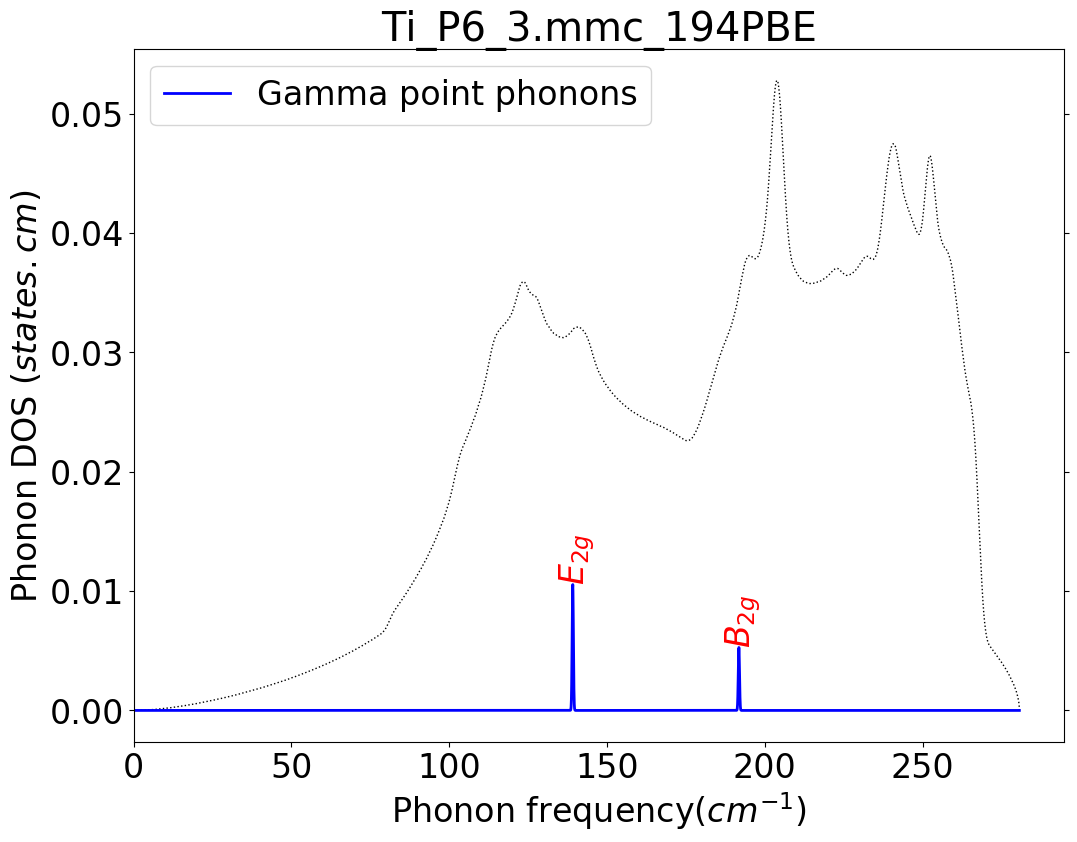 Ti_P6_3.mmc_194PBE
Gamma point phonons
Phonon DOS (states.cm)
0.05
0.04
0.03
0.02
0.01
0.00
E₂g
B₂g
0 50 100 150 200 250
Phonon frequency(cm⁻¹)